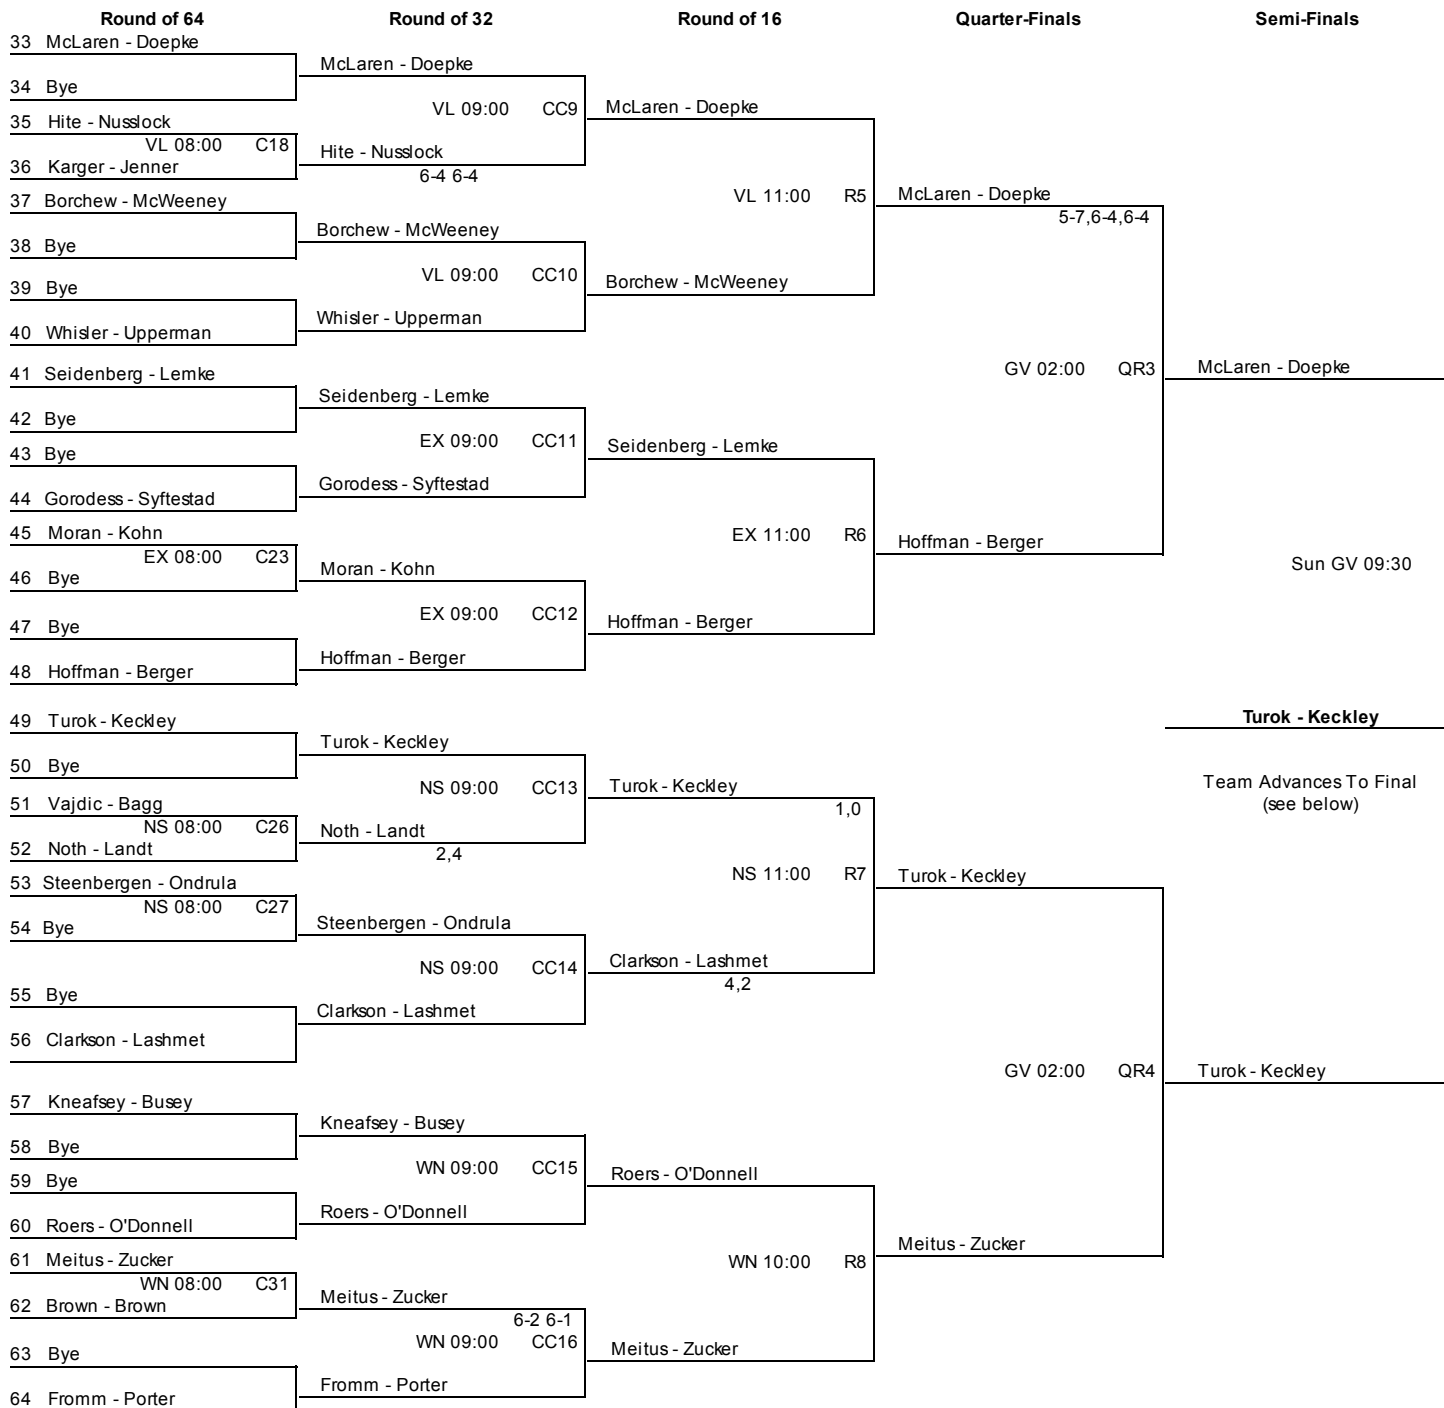 Round of 64 Round of 32 Round of 16 Quarter-Finals Semi-Finals
33 McLaren - Doepke
McLaren - Doepke
34 Bye
VL 09:00 CC9 McLaren - Doepke
35 Hite - Nusslock
VL 08:00 C18
Hite - Nusslock
36 Karger - Jenner
6-4 6-4
VL 11:00 R5 McLaren - Doepke
37 Borchew - McWeeney
5-7,6-4,6-4
Borchew - McWeeney
38 Bye
VL 09:00 CC10 Borchew - McWeeney
39 Bye
Whisler - Upperman
40 Whisler - Upperman
GV 02:00 QR3 McLaren - Doepke
41 Seidenberg - Lemke
Seidenberg - Lemke
42 Bye
EX 09:00 CC11 Seidenberg - Lemke
43 Bye
Gorodess - Syftestad
44 Gorodess - Syftestad
45 Moran - Kohn
EX 11:00 R6 Hoffman - Berger
EX 08:00 C23
Moran - Kohn
Sun GV 09:30
46 Bye
EX 09:00 CC12 Hoffman - Berger
47 Bye
Hoffman - Berger
48 Hoffman - Berger
Turok - Keckley
49 Turok - Keckley
Turok - Keckley
50 Bye
NS 09:00 CC13 Turok - Keckley
Team Advances To Final
(see below)
51 Vajdic - Bagg
1,0
NS 08:00 C26
Noth - Landt
52 Noth - Landt
2,4
NS 11:00 R7 Turok - Keckley
53 Steenbergen - Ondrula
NS 08:00 C27
Steenbergen - Ondrula
54 Bye
NS 09:00 CC14 Clarkson - Lashmet
4,2
55 Bye
Clarkson - Lashmet
56 Clarkson - Lashmet
GV 02:00 QR4 Turok - Keckley
57 Kneafsey - Busey
Kneafsey - Busey
58 Bye
WN 09:00 CC15 Roers - O'Donnell
59 Bye
Roers - O'Donnell
60 Roers - O'Donnell
Meitus - Zucker
61 Meitus - Zucker
WN 10:00 R8
WN 08:00 C31
Meitus - Zucker
62 Brown - Brown
6-2 6-1
WN 09:00 CC16 Meitus - Zucker
63 Bye
Fromm - Porter
64 Fromm - Porter